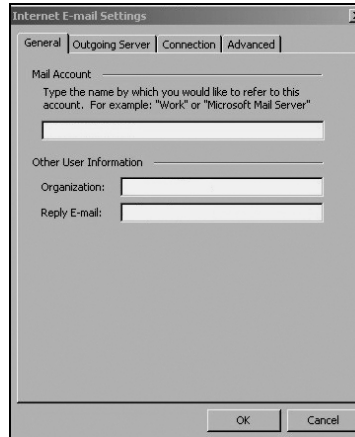 Internet E-mail Settings
General Outgoing Server Connection Advanced
Mail Account
Type the name by which you would like to refer to this
account. For example: "Work" or "Microsoft Mail Server"
Other User Information
Organization:
Reply E-mail:
OK Cancel